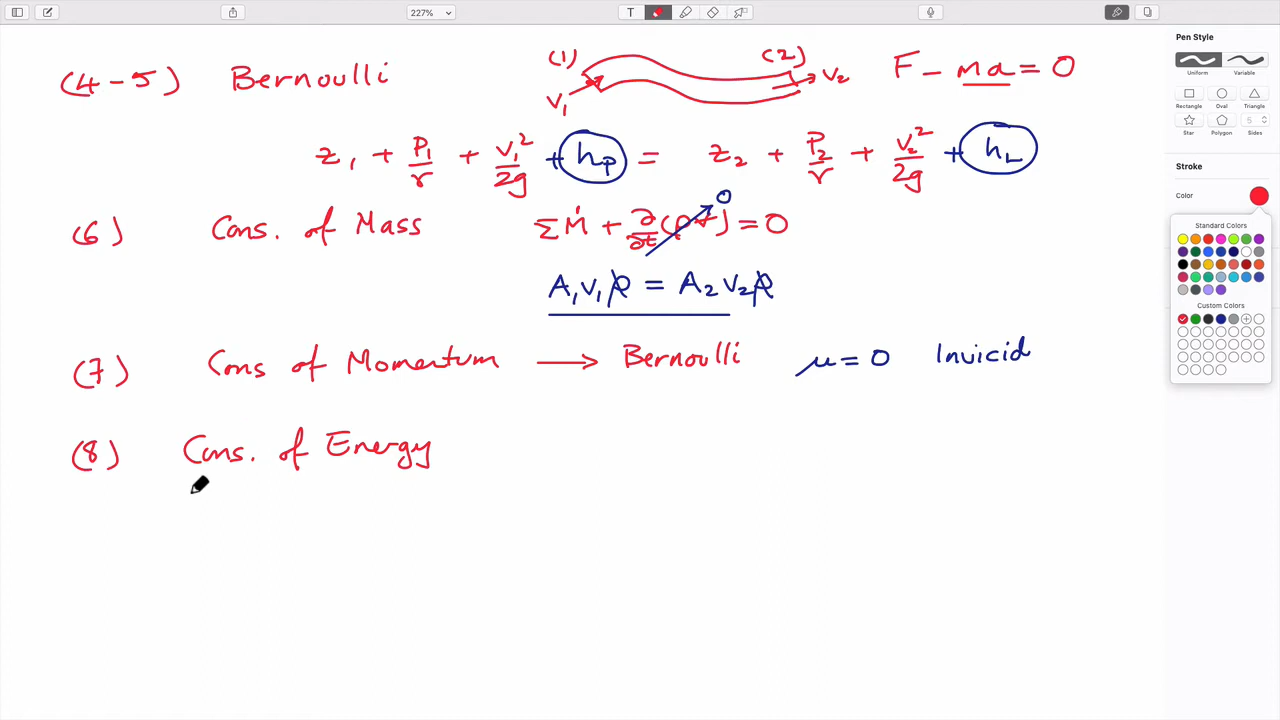 227%
T
Pen Style
Uniform Variable
Rectangle Oval Triangle
Star Polygon 5 Sides
Stroke
Color
Standard Colors
Custom Colors
(4-5) Bernoulli (1) (2) V₁ V₂ F - ma = 0
z₁ + P₁/r + V₁²/2g + hp = z₂ + P₂/r + V₂²/2g + hL
(6) Cons. of Mass ΣṀ + ∂/∂t(ρV) = 0 0
A₁V₁ρ = A₂V₂ρ
(7) Cons of Momentum → Bernoulli μ = 0 Invicid
(8) Cons. of Energy